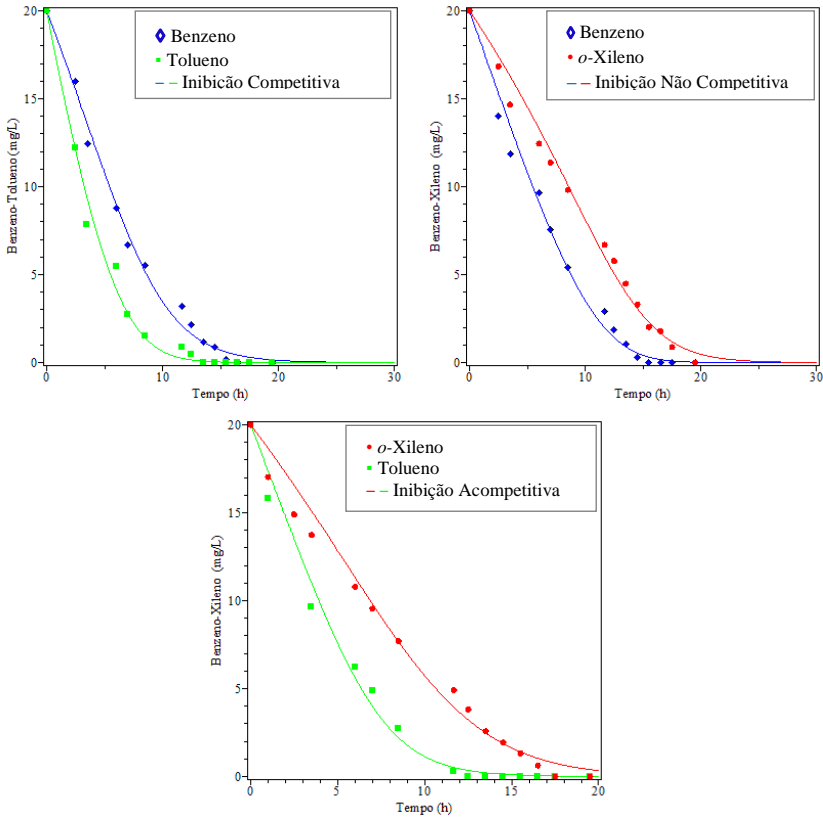 Benzeno
Tolueno
Inibição Competitiva
Benzeno-Tolueno (mg/L)
20
15
10
5
0
0
10
20
30
Tempo (h)
Benzeno
o-Xileno
Inibição Não Competitiva
Benzeno-Xileno (mg/L)
20
15
10
5
0
0
10
20
30
Tempo (h)
o-Xileno
Tolueno
Inibição Acompetitiva
Benzeno-Xileno (mg/L)
20
15
10
5
0
0
5
10
15
20
Tempo (h)